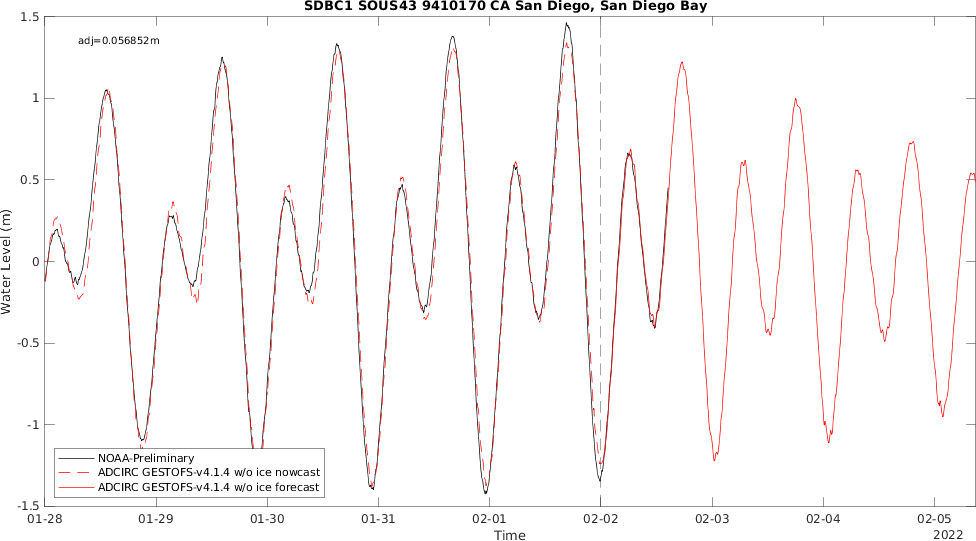 SDBC1 SOUS43 9410170 CA San Diego, San Diego Bay
adj=0.056852m
1.5
1
0.5
0
-0.5
-1
-1.5
Water Level (m)
NOAA-Preliminary
ADCIRC GESTOFS-v4.1.4 w/o ice nowcast
ADCIRC GESTOFS-v4.1.4 w/o ice forecast
01-28 01-29 01-30 01-31 02-01 02-02 02-03 02-04 02-05
Time
2022